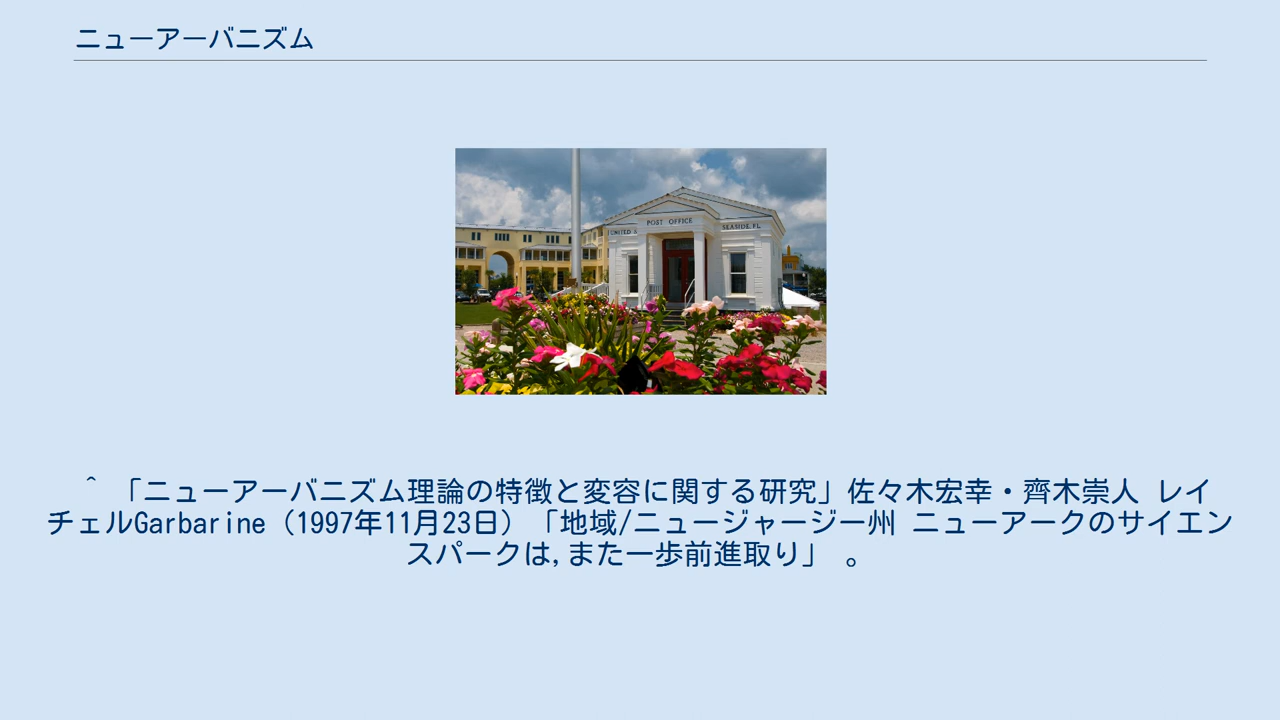 ニューアーバニズム
POST OFFICE
UNITED S
SEASIDE, FL
^ 「ニューアーバニズム理論の特徴と変容に関する研究」佐々木宏幸・齊木崇人 レイ
チェルGarbarine（1997年11月23日）「地域/ニュージャージー州 ニューアークのサイエン
スパークは,また一歩前進取り」 。